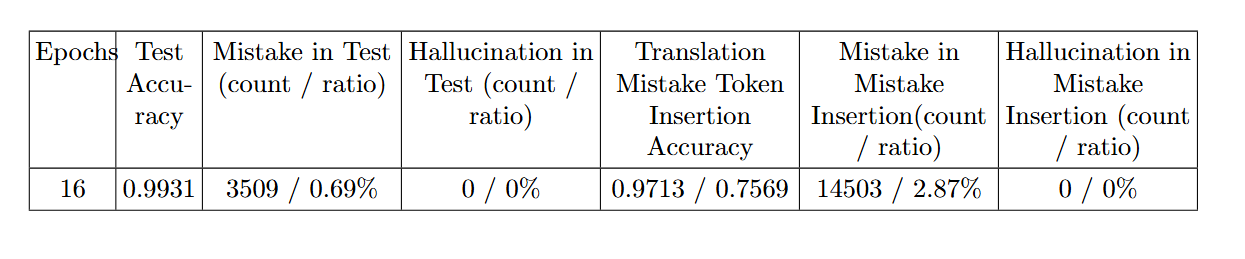 Epochs Test Mistake in Test Hallucination in Translation Mistake in Hallucination in
Accu- (count / ratio) Test (count / Mistake Token Mistake Mistake
racy ratio) Insertion Insertion(count Insertion (count
Accuracy / ratio) / ratio)
16 0.9931 3509 / 0.69% 0 / 0% 0.9713 / 0.7569 14503 / 2.87% 0 / 0%